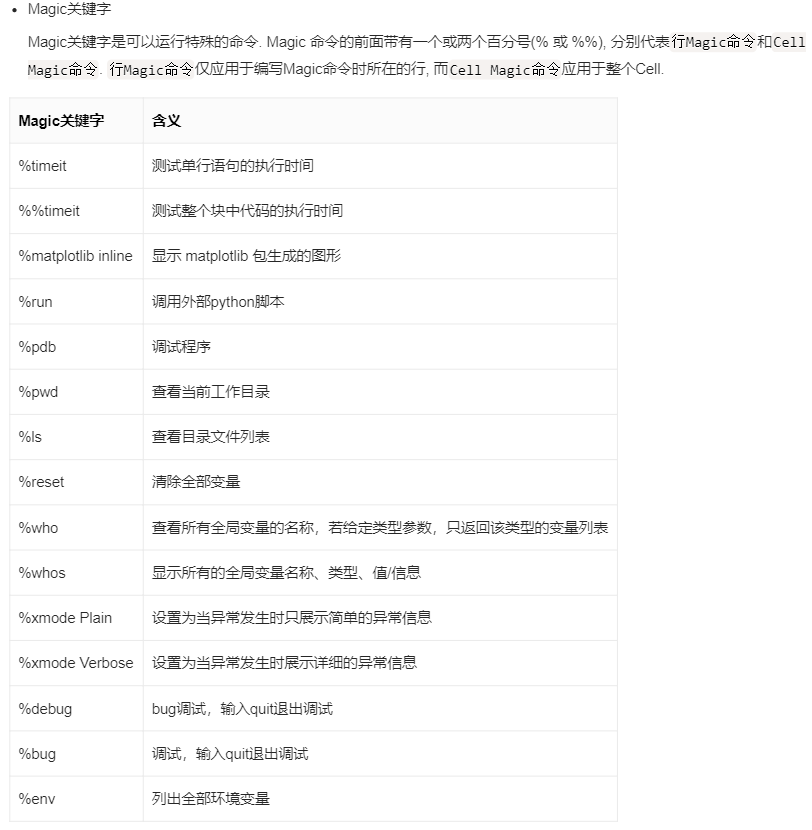 Magic关键字
Magic关键字是可以运行特殊的命令. Magic 命令的前面带有一个或两个百分号(% 或 %%), 分别代表行Magic命令和Cell
Magic命令. 行Magic命令仅应用于编写Magic命令时所在的行, 而Cell Magic命令应用于整个Cell.
Magic关键字 含义
%timeit 测试单行语句的执行时间
%%timeit 测试整个块中代码的执行时间
%matplotlib inline 显示 matplotlib 包生成的图形
%run 调用外部python脚本
%pdb 调试程序
%pwd 查看当前工作目录
%ls 查看目录文件列表
%reset 清除全部变量
%who 查看所有全局变量的名称，若给定类型参数，只返回该类型的变量列表
%whos 显示所有的全局变量名称、类型、值/信息
%xmode Plain 设置为当异常发生时只展示简单的异常信息
%xmode Verbose 设置为当异常发生时展示详细的异常信息
%debug bug调试，输入quit退出调试
%bug 调试，输入quit退出调试
%env 列出全部环境变量